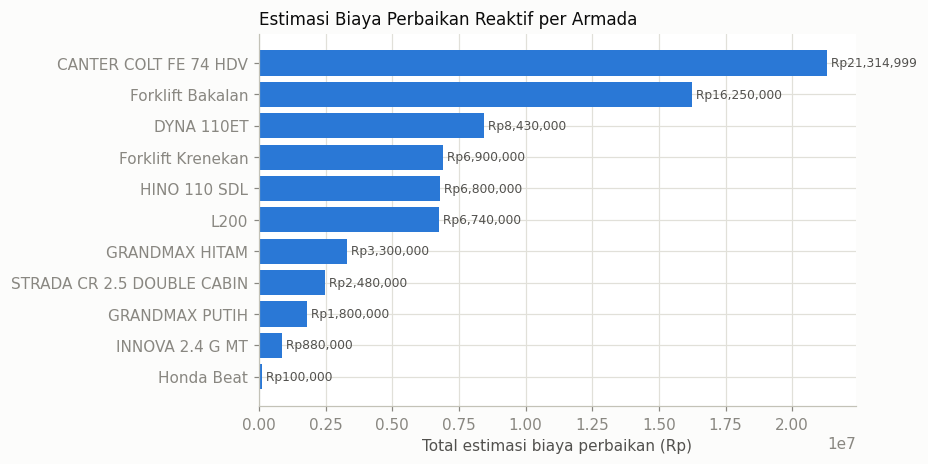 Estimasi Biaya Perbaikan Reaktif per Armada
CANTER COLT FE 74 HDV Rp21,314,999
Forklift Bakalan Rp16,250,000
DYNA 110ET Rp8,430,000
Forklift Krenekan Rp6,900,000
HINO 110 SDL Rp6,800,000
L200 Rp6,740,000
GRANDMAX HITAM Rp3,300,000
STRADA CR 2.5 DOUBLE CABIN Rp2,480,000
GRANDMAX PUTIH Rp1,800,000
INNOVA 2.4 G MT Rp880,000
Honda Beat Rp100,000
0.00 0.25 0.50 0.75 1.00 1.25 1.50 1.75 2.00
1e7
Total estimasi biaya perbaikan (Rp)